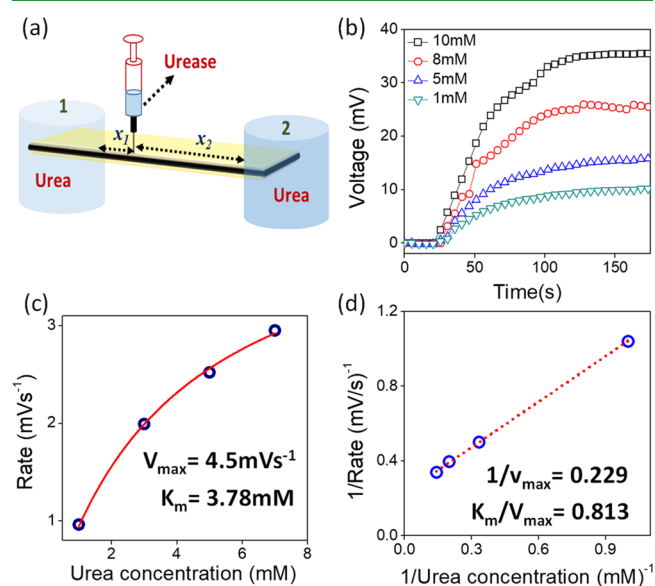 (a)
Urease
1
x1
x2
2
Urea
Urea
(b)
10mM
8mM
5mM
1mM
Voltage (mV)
40
30
20
10
0
0 50 100 150
Time(s)
(c)
Rate (mVs⁻¹)
3
2
1
Vmax= 4.5mVs⁻¹
Km= 3.78mM
2 4 6 8
Urea concentration (mM)
(d)
1/Rate (mV/s)⁻¹
1.2
0.8
0.4
0.0
1/vmax= 0.229
Km/Vmax= 0.813
0.0 0.3 0.6 0.9
1/Urea concentration (mM)⁻¹